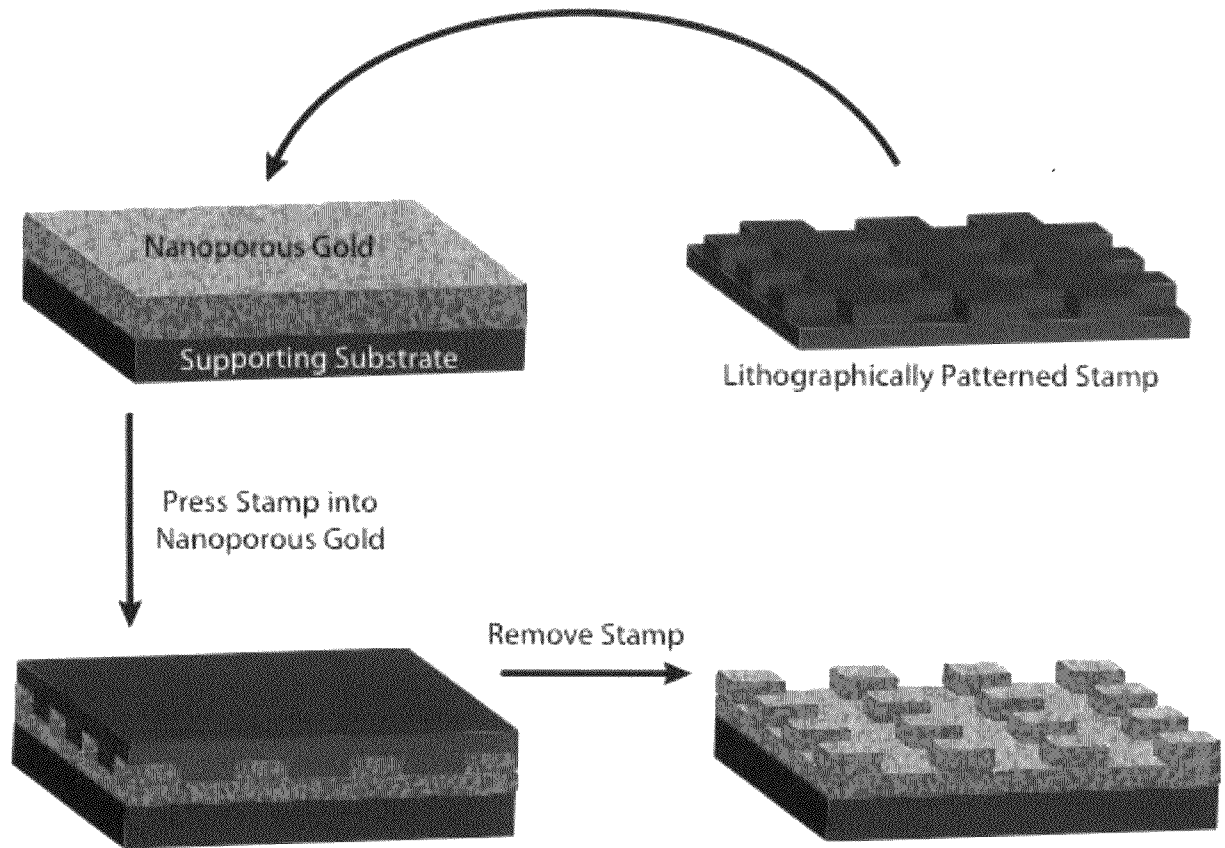 Nanoporous Gold
Supporting Substrate
Lithographically Patterned Stamp
Press Stamp into
Nanoporous Gold
Remove Stamp